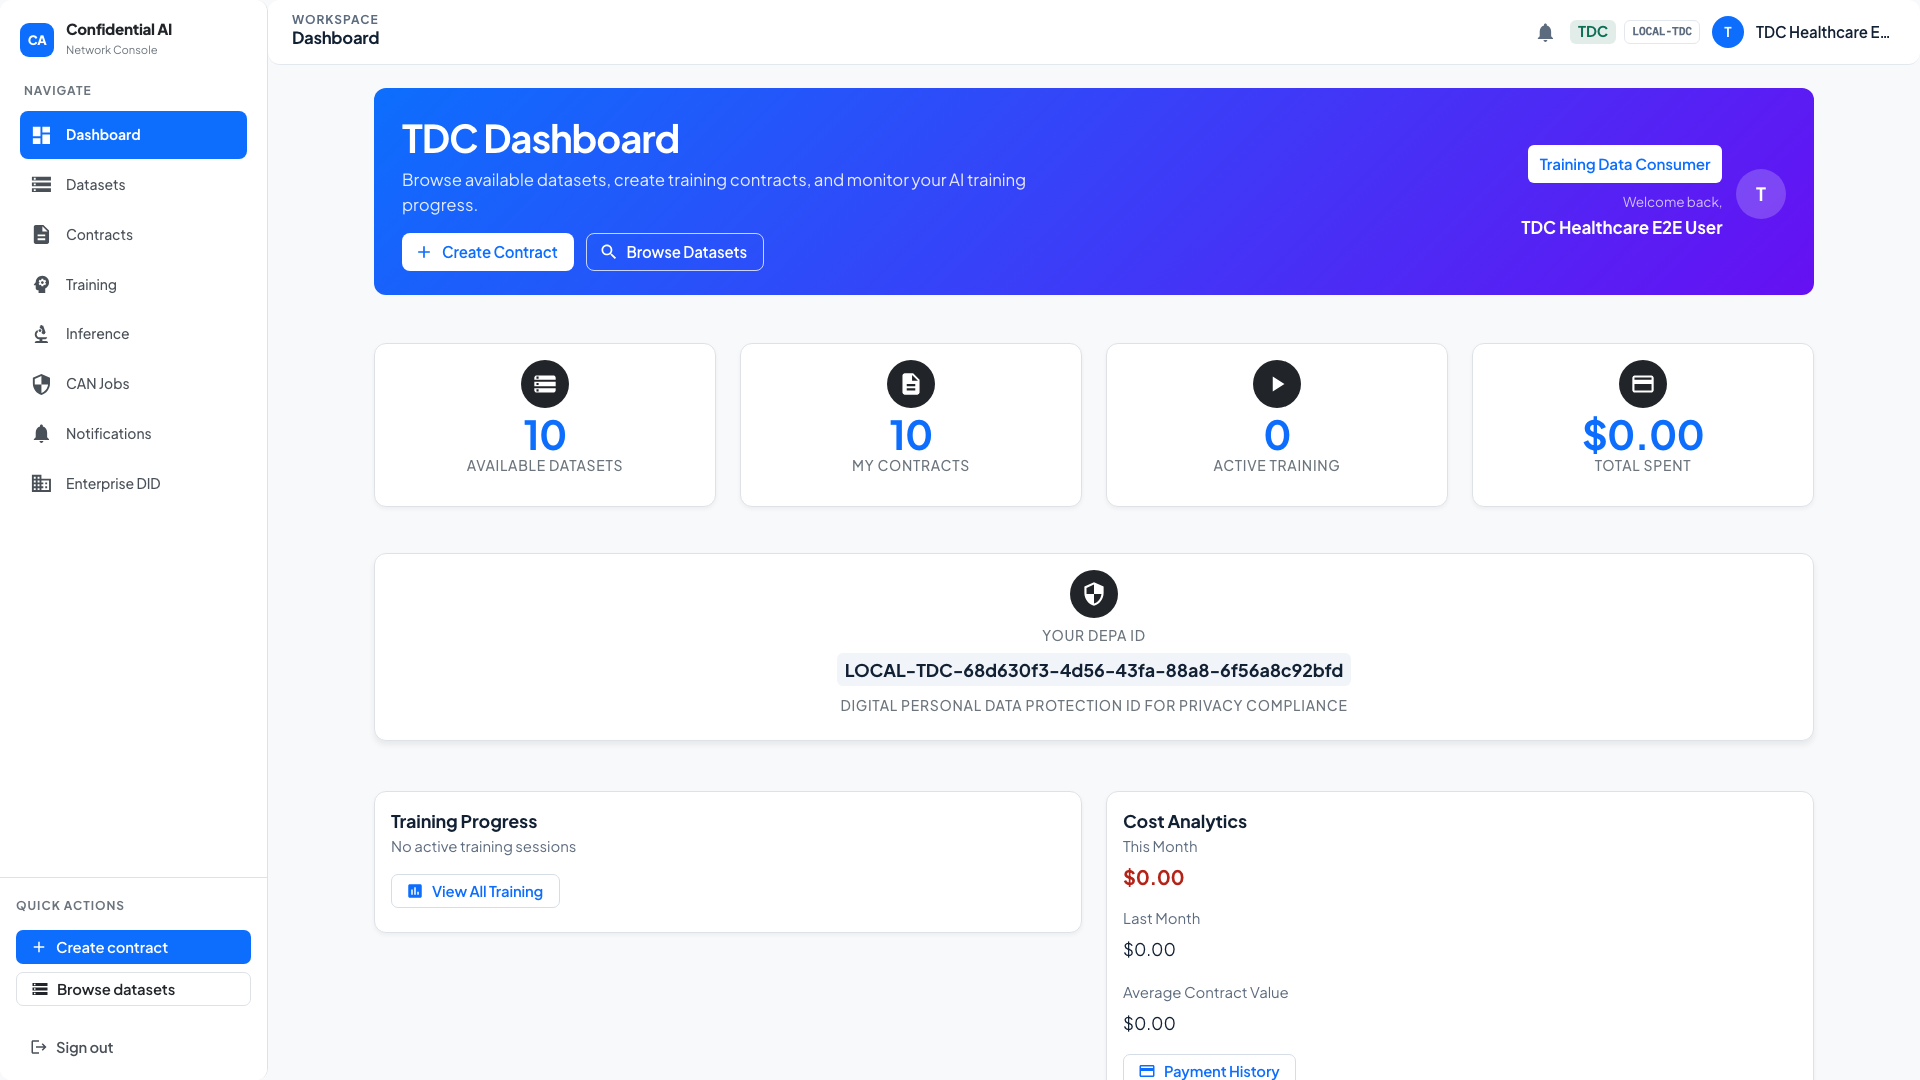 CA
Confidential AI
Network Console
NAVIGATE
Dashboard
Datasets
Contracts
Training
Inference
CAN Jobs
Notifications
Enterprise DID
QUICK ACTIONS
Create contract
Browse datasets
Sign out
WORKSPACE
Dashboard
TDC
LOCAL-TDC
T
TDC Healthcare E...
TDC Dashboard
Browse available datasets, create training contracts, and monitor your AI training
progress.
Create Contract
Browse Datasets
Training Data Consumer
Welcome back,
TDC Healthcare E2E User
T
10
AVAILABLE DATASETS
10
MY CONTRACTS
0
ACTIVE TRAINING
$0.00
TOTAL SPENT
YOUR DEPA ID
LOCAL-TDC-68d630f3-4d56-43fa-88a8-6f56a8c92bfd
DIGITAL PERSONAL DATA PROTECTION ID FOR PRIVACY COMPLIANCE
Training Progress
No active training sessions
View All Training
Cost Analytics
This Month
$0.00
Last Month
$0.00
Average Contract Value
$0.00
Payment History